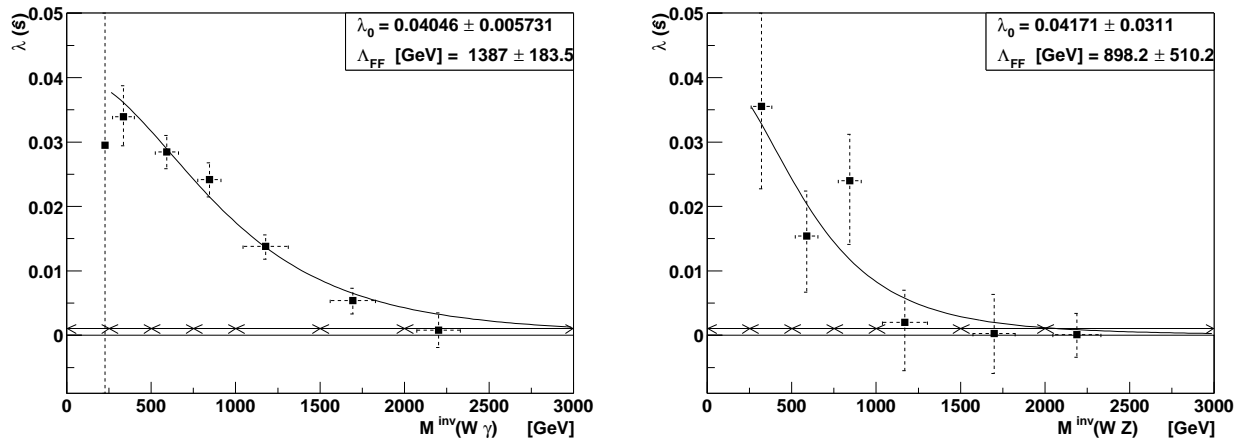 λ (ŝ)
λ₀ = 0.04046 ± 0.005731
Λ_FF [GeV] = 1387 ± 183.5
0.05
0.04
0.03
0.02
0.01
0
0 500 1000 1500 2000 2500 3000
M^inv(W γ) [GeV]
λ (ŝ)
λ₀ = 0.04171 ± 0.0311
Λ_FF [GeV] = 898.2 ± 510.2
0.05
0.04
0.03
0.02
0.01
0
0 500 1000 1500 2000 2500 3000
M^inv(W Z) [GeV]